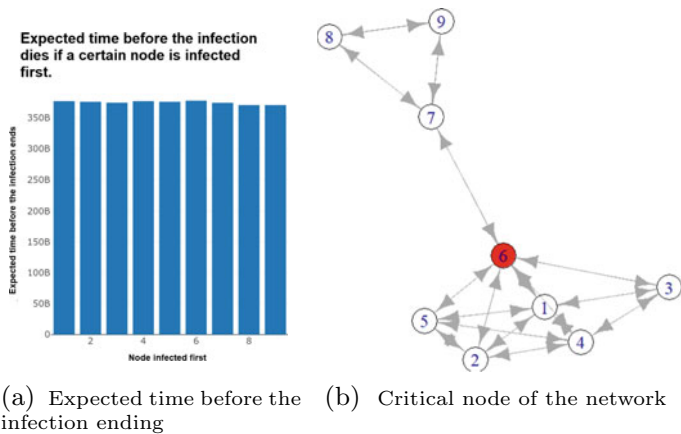 Expected time before the infection
dies if a certain node is infected
first.
Expected time before the infection ends
350B
300B
250B
200B
150B
100B
50B
0
2
4
6
8
Node infected first
9
8
7
6
3
1
5
4
2
(a) Expected time before the
infection ending
(b) Critical node of the network